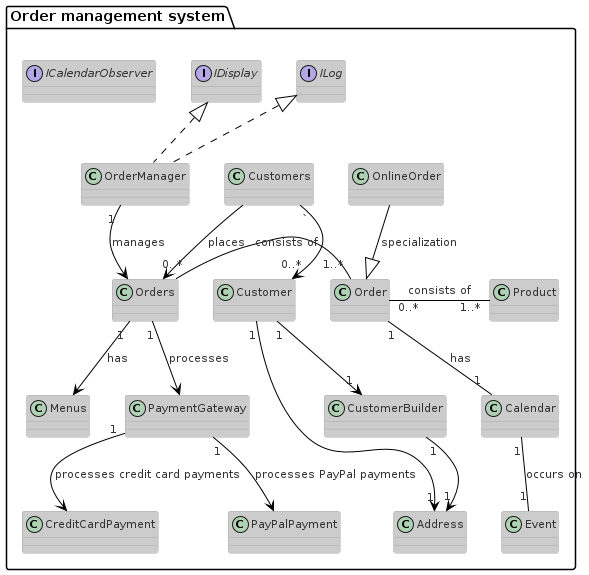 Order management system
I ICalendarObserver
I IDisplay
I ILog
C OrderManager
C Customers
C OnlineOrder
1
`
manages
places
consists of
specialization
0..*
0..*
1..*
C Orders
C Customer
C Order
consists of
0..*
1..*
C Product
1
1
1
1
1
has
processes
has
1
1
C Menus
C PaymentGateway
C CustomerBuilder
C Calendar
1
1
1
1
processes credit card payments
processes PayPal payments
occurs on
1
1
1
C CreditCardPayment
C PayPalPayment
C Address
C Event